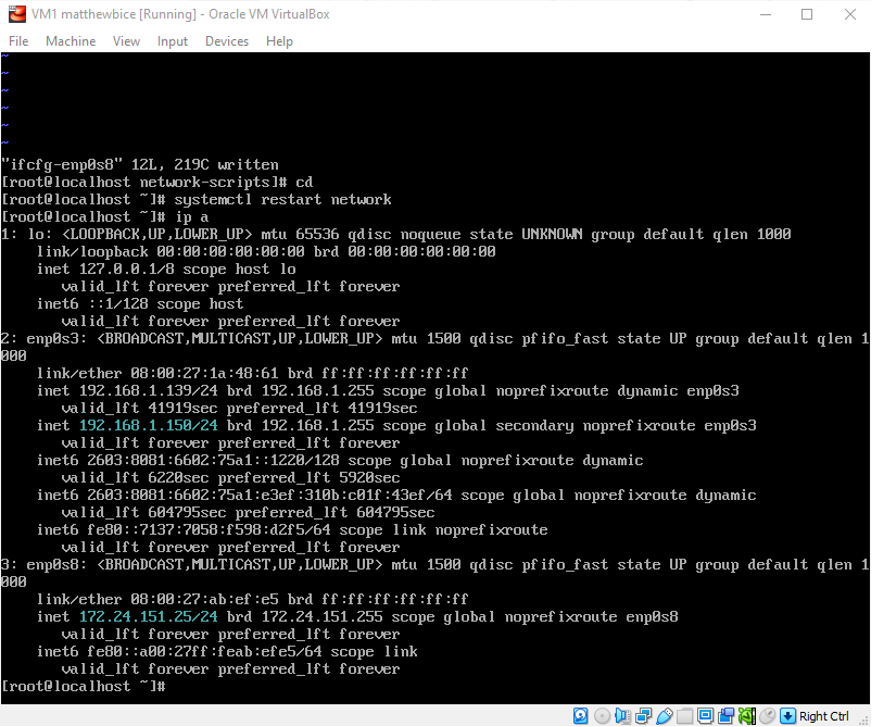 VM1 matthewbice [Running] - Oracle VM VirtualBox
File Machine View Input Devices Help
~
~
~
~
~
~
"ifcfg-enp0s8" 12L, 219C written
[root@localhost network-scripts]# cd
[root@localhost ~]# systemctl restart network
[root@localhost ~]# ip a
1: lo: <LOOPBACK,UP,LOWER_UP> mtu 65536 qdisc noqueue state UNKNOWN group default qlen 1000
    link/loopback 00:00:00:00:00:00 brd 00:00:00:00:00:00
    inet 127.0.0.1/8 scope host lo
       valid_lft forever preferred_lft forever
    inet6 ::1/128 scope host
       valid_lft forever preferred_lft forever
2: enp0s3: <BROADCAST,MULTICAST,UP,LOWER_UP> mtu 1500 qdisc pfifo_fast state UP group default qlen 1
000
    link/ether 08:00:27:1a:48:61 brd ff:ff:ff:ff:ff:ff
    inet 192.168.1.139/24 brd 192.168.1.255 scope global noprefixroute dynamic enp0s3
       valid_lft 41919sec preferred_lft 41919sec
    inet 192.168.1.150/24 brd 192.168.1.255 scope global secondary noprefixroute enp0s3
       valid_lft forever preferred_lft forever
    inet6 2603:8081:6602:75a1::1220/128 scope global noprefixroute dynamic
       valid_lft 6220sec preferred_lft 5920sec
    inet6 2603:8081:6602:75a1:e3ef:310b:c01f:43ef/64 scope global noprefixroute dynamic
       valid_lft 604795sec preferred_lft 604795sec
    inet6 fe80::7137:7058:f598:d2f5/64 scope link noprefixroute
       valid_lft forever preferred_lft forever
3: enp0s8: <BROADCAST,MULTICAST,UP,LOWER_UP> mtu 1500 qdisc pfifo_fast state UP group default qlen 1
000
    link/ether 08:00:27:ab:ef:e5 brd ff:ff:ff:ff:ff:ff
    inet 172.24.151.25/24 brd 172.24.151.255 scope global noprefixroute enp0s8
       valid_lft forever preferred_lft forever
    inet6 fe80::a00:27ff:feab:efe5/64 scope link
       valid_lft forever preferred_lft forever
[root@localhost ~]#
Right Ctrl